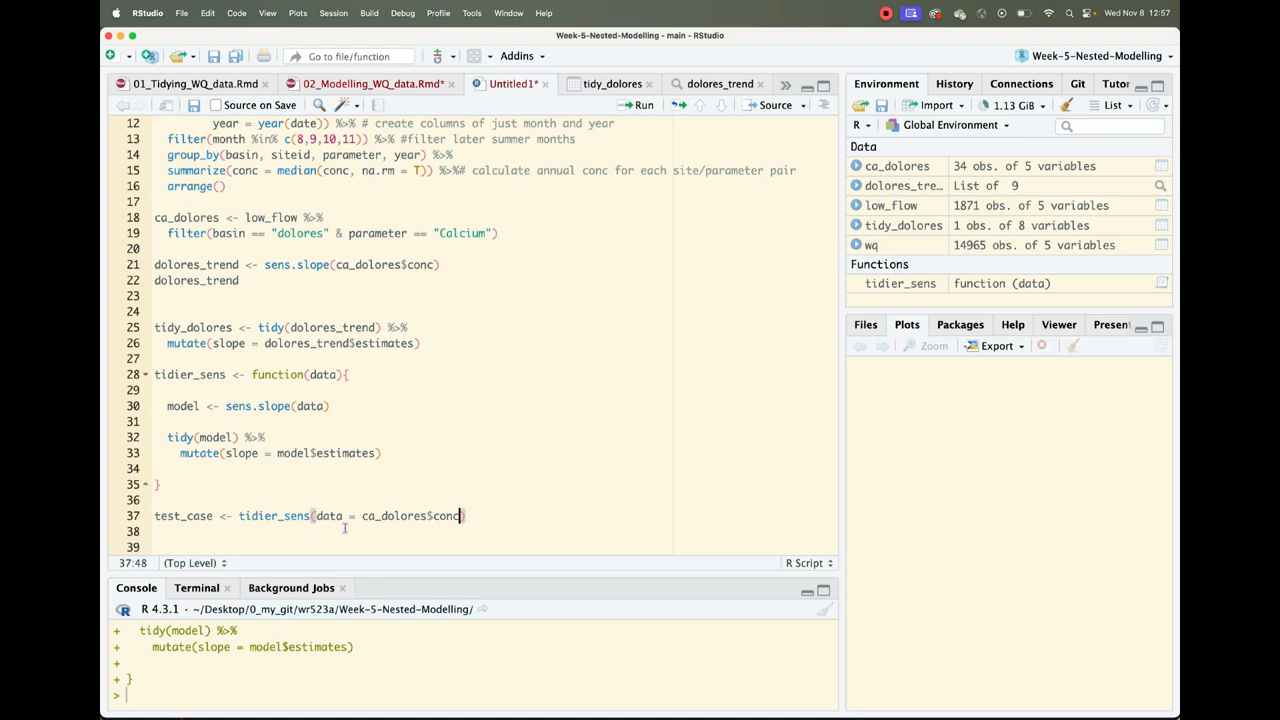 RStudio File Edit Code View Plots Session Build Debug Profile Tools Window Help Wed Nov 8 12:57
Week-5-Nested-Modelling - main - RStudio
Go to file/function Addins Week-5-Nested-Modelling
01_Tidying_WQ_data.Rmd 02_Modelling_WQ_data.Rmd* Untitled1* tidy_dolores dolores_trend
Source on Save Run Source
12 year = year(date)) %>% # create columns of just month and year
13 filter(month %in% c(8,9,10,11)) %>% #filter later summer months
14 group_by(basin, siteid, parameter, year) %>%
15 summarize(conc = median(conc, na.rm = T)) %>%# calculate annual conc for each site/parameter pair
16 arrange()
17
18 ca_dolores <- low_flow %>%
19 filter(basin == "dolores" & parameter == "Calcium")
20
21 dolores_trend <- sens.slope(ca_dolores$conc)
22 dolores_trend
23
24
25 tidy_dolores <- tidy(dolores_trend) %>%
26 mutate(slope = dolores_trend$estimates)
27
28 tidier_sens <- function(data){
29
30 model <- sens.slope(data)
31
32 tidy(model) %>%
33 mutate(slope = model$estimates)
34
35 }
36
37 test_case <- tidier_sens(data = ca_dolores$conc)
38
39
37:48 (Top Level) R Script
Console Terminal Background Jobs
R 4.3.1 · ~/Desktop/0_my_git/wr523a/Week-5-Nested-Modelling/
+ tidy(model) %>%
+ mutate(slope = model$estimates)
+
+ }
>
Environment History Connections Git Tutor
Import 1.13 GiB List
R Global Environment
Data
ca_dolores 34 obs. of 5 variables
dolores_tre… List of 9
low_flow 1871 obs. of 5 variables
tidy_dolores 1 obs. of 8 variables
wq 14965 obs. of 5 variables
Functions
tidier_sens function (data)
Files Plots Packages Help Viewer Present
Zoom Export